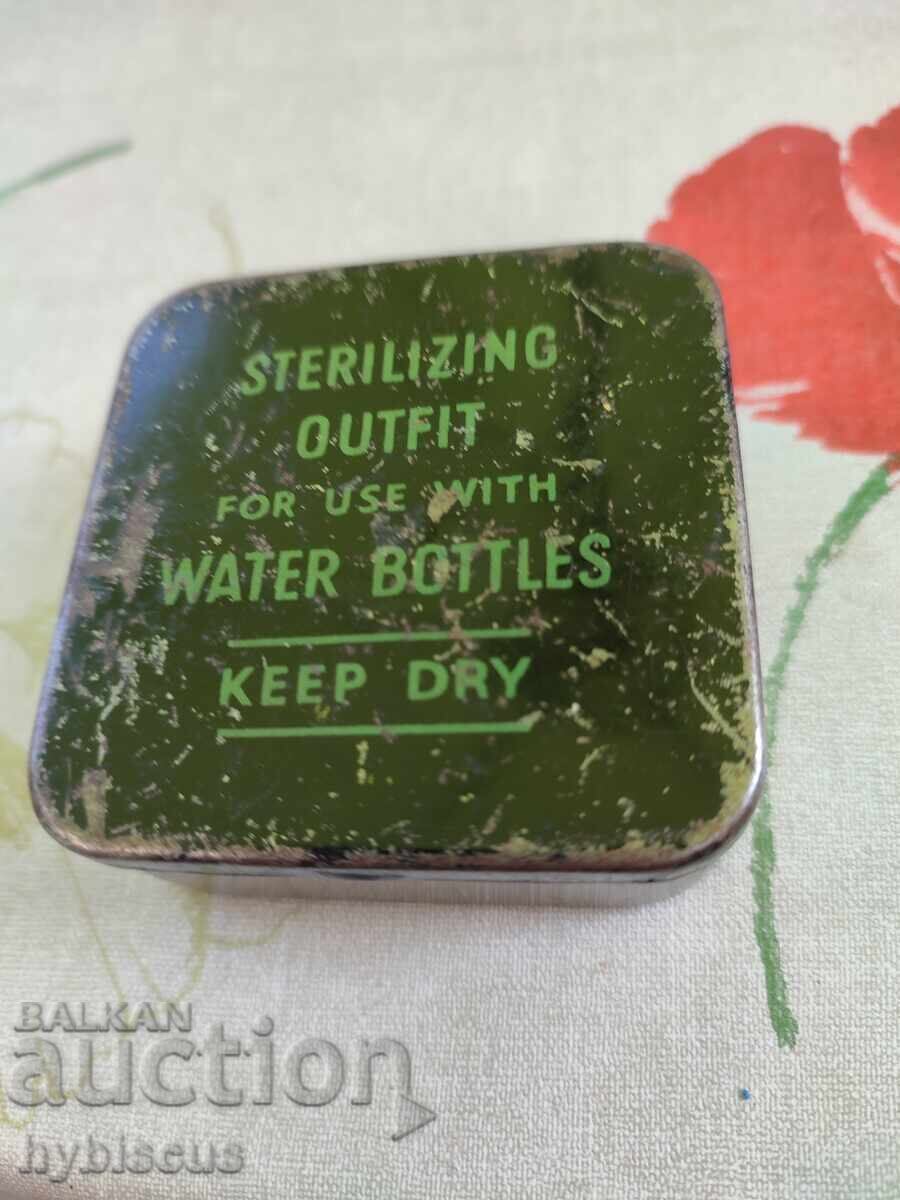 STERILIZING
OUTFIT
FOR USE WITH
WATER BOTTLES
KEEP DRY
BALKAN
auction
hybiscus